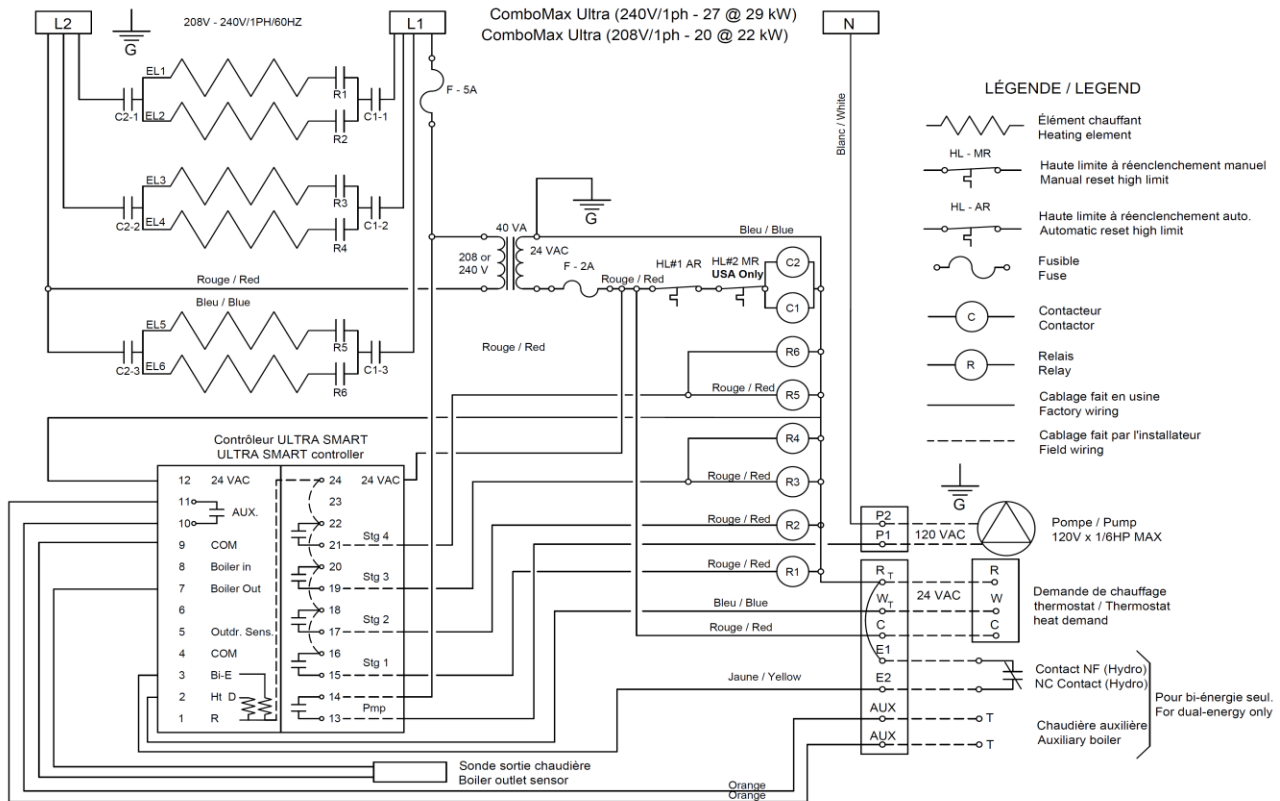 ComboMax Ultra (240V/1ph - 27 @ 29 kW)
ComboMax Ultra (208V/1ph - 20 @ 22 kW)
L2
G
208V - 240V/1PH/60HZ
L1
N
F - 5A
Blanc / White
EL1
R1
C2-1
EL2
C1-1
R2
EL3
R3
C2-2
EL4
C1-2
R4
Rouge / Red
Bleu / Blue
EL5
R5
C2-3
EL6
C1-3
R6
G
40 VA
208 or
240 V
24 VAC
F - 2A
Bleu / Blue
Rouge / Red
HL#1 AR
HL#2 MR
USA Only
C2
C1
Rouge / Red
R6
Rouge / Red
R5
R4
Rouge / Red
R3
Rouge / Red
R2
Rouge / Red
R1
Bleu / Blue
Rouge / Red
Jaune / Yellow
LÉGENDE / LEGEND
Élément chauffant
Heating element
HL - MR
Haute limite à réenclenchement manuel
Manual reset high limit
HL - AR
Haute limite à réenclenchement auto.
Automatic reset high limit
Fusible
Fuse
C
Contacteur
Contactor
R
Relais
Relay
Cablage fait en usine
Factory wiring
Cablage fait par l'installateur
Field wiring
G
Contrôleur ULTRA SMART
ULTRA SMART controller
12 24 VAC
11
AUX.
10
9 COM
8 Boiler in
7 Boiler Out
6
5 Outdr. Sens.
4 COM
3 Bi-E
2 Ht D
1 R
24 24 VAC
23
22
21 Stg 4
20
19 Stg 3
18
17 Stg 2
16
15 Stg 1
14
13 Pmp
P2
P1
120 VAC
Pompe / Pump
120V x 1/6HP MAX
RT
WT
C
E1
E2
AUX
AUX
24 VAC
R
W
C
Demande de chauffage
thermostat / Thermostat
heat demand
Contact NF (Hydro)
NC Contact (Hydro)
T
Chaudière auxilière
Auxiliary boiler
T
Pour bi-énergie seul.
For dual-energy only
Sonde sortie chaudière
Boiler outlet sensor
Orange
Orange